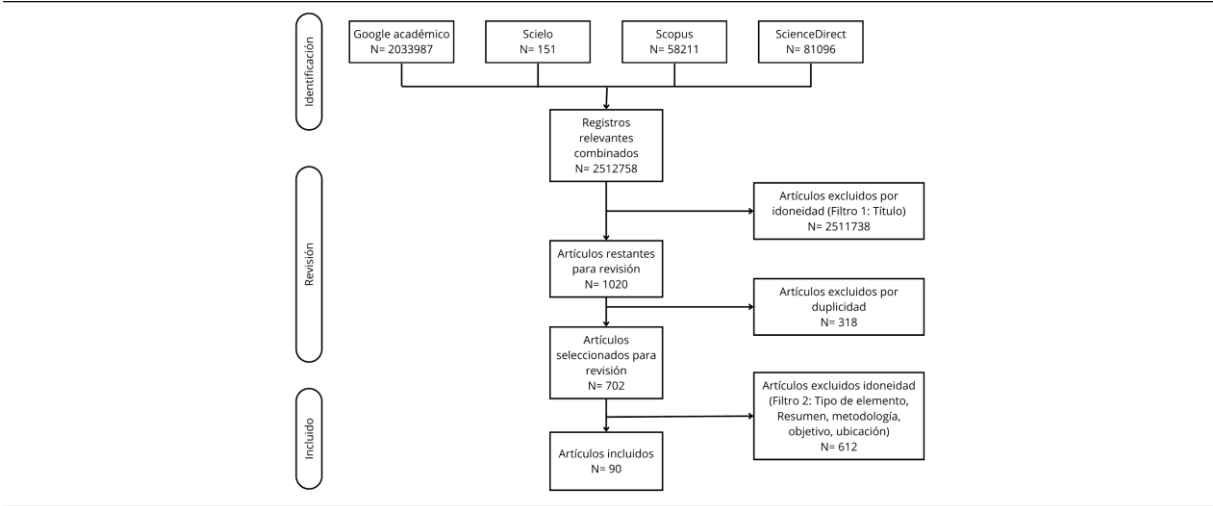 Identificación
Google académico
N= 2033987
Scielo
N= 151
Scopus
N= 58211
ScienceDirect
N= 81096
Registros
relevantes
combinados
N= 2512758
Revisión
Artículos excluidos por
idoneidad (Filtro 1: Título)
N= 2511738
Artículos restantes
para revisión
N= 1020
Artículos excluidos por
duplicidad
N= 318
Artículos
seleccionados para
revisión
N= 702
Incluido
Artículos excluidos idoneidad
(Filtro 2: Tipo de elemento,
Resumen, metodología,
objetivo, ubicación)
N= 612
Artículos incluidos
N= 90